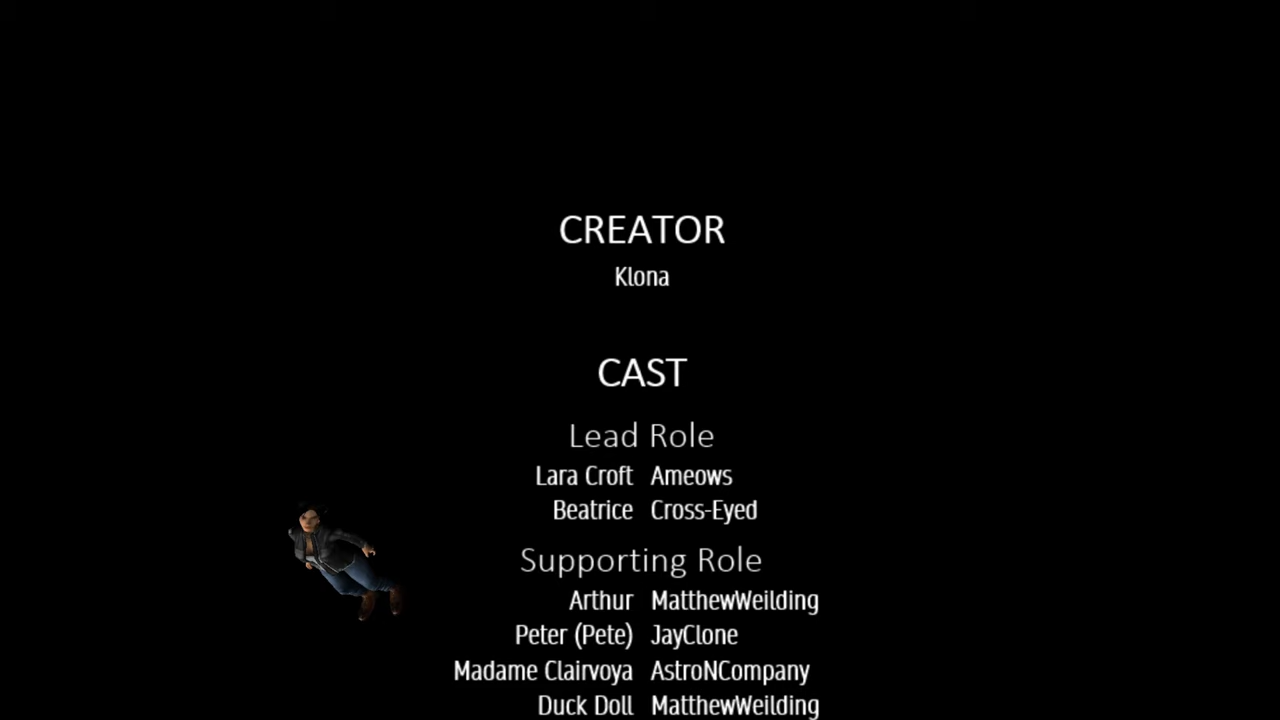 CREATOR
Klona
CAST
Lead Role
Lara Croft Ameows
Beatrice Cross-Eyed
Supporting Role
Arthur MatthewWeilding
Peter (Pete) JayClone
Madame Clairvoya AstroNCompany
Duck Doll MatthewWeilding